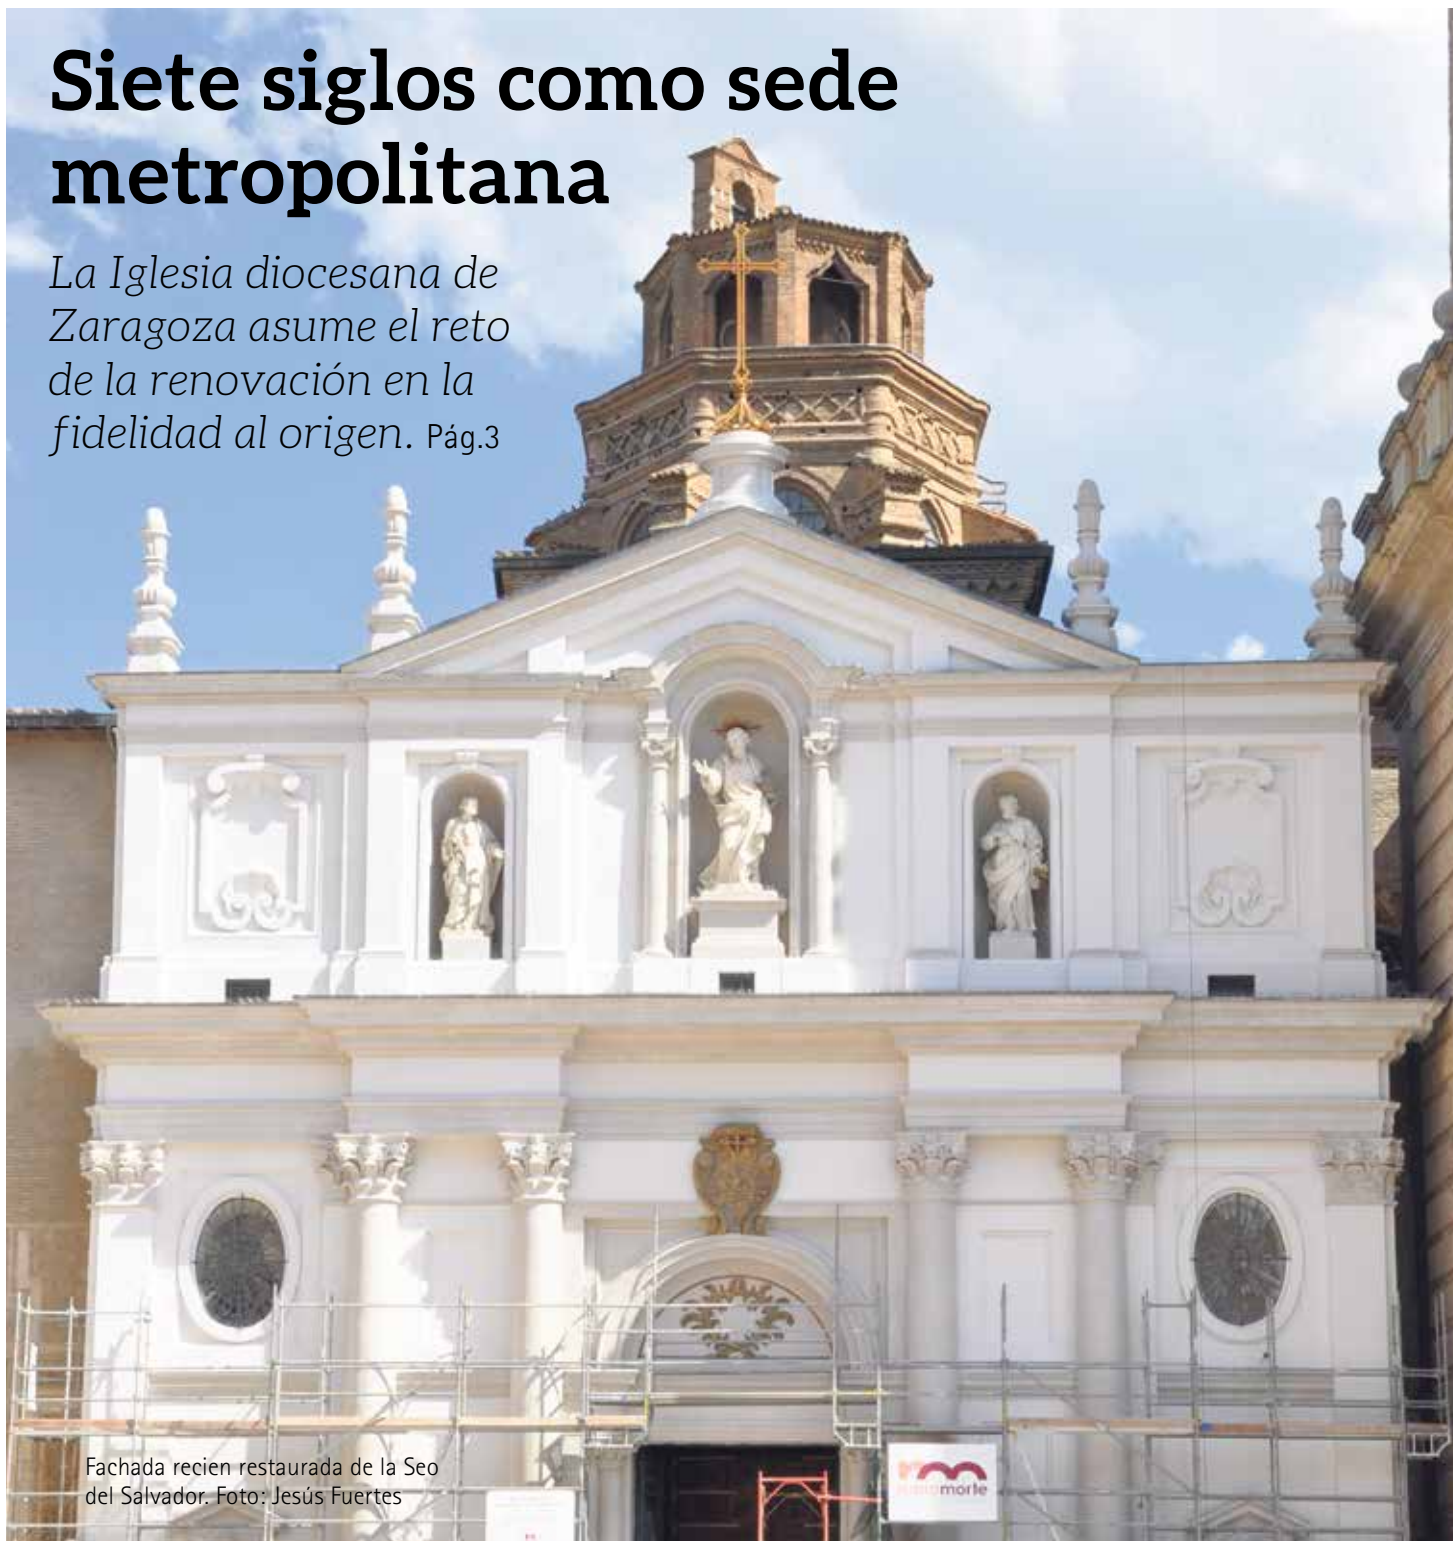 Siete siglos como sede
metropolitana
La Iglesia diocesana de
Zaragoza asume el reto
de la renovación en la
fidelidad al origen. Pág.3
Fachada recien restaurada de la Seo
del Salvador. Foto: Jesús Fuertes